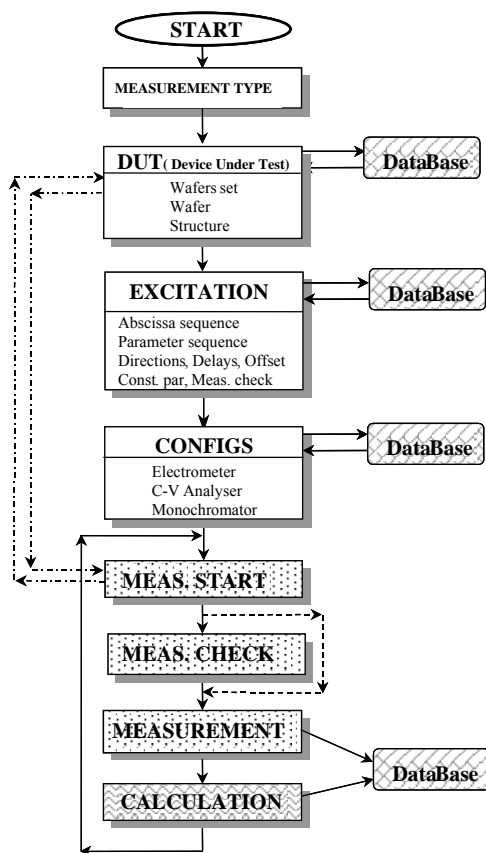 START
MEASUREMENT TYPE
DUT( Device Under Test)
Wafers set
Wafer
Structure
DataBase
EXCITATION
Abscissa sequence
Parameter sequence
Directions, Delays, Offset
Const. par, Meas. check
DataBase
CONFIGS
Electrometer
C-V Analyser
Monochromator
DataBase
MEAS. START
MEAS. CHECK
MEASUREMENT
DataBase
CALCULATION